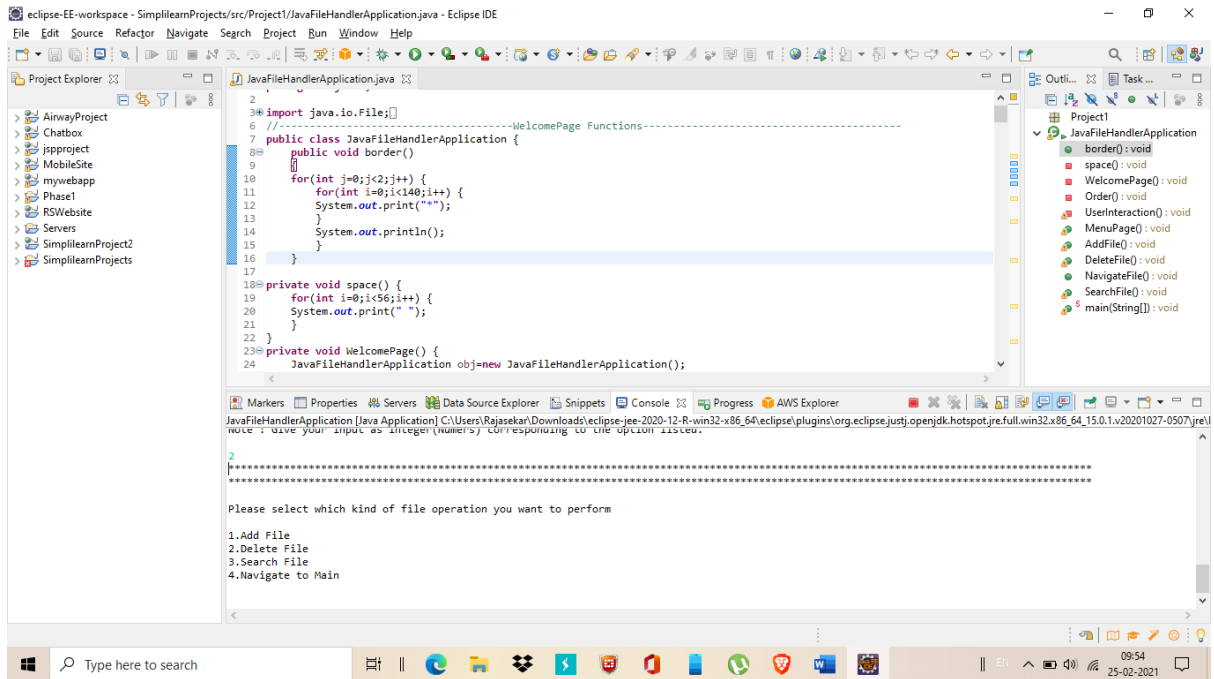 eclipse-EE-workspace - SimplilearnProjects/src/Project1/JavaFileHandlerApplication.java - Eclipse IDE
File Edit Source Refactor Navigate Search Project Run Window Help
Project Explorer
AirwayProject
Chatbox
jspproject
MobileSite
mywebapp
Phase1
RSWebsite
Servers
SimplilearnProject2
SimplilearnProjects
JavaFileHandlerApplication.java
2
3 import java.io.File;
6 //-------------------------------------WelcomePage Functions-----------------------------------------
7 public class JavaFileHandlerApplication {
8 public void border()
9 {
10 for(int j=0;j<2;j++) {
11 for(int i=0;i<140;i++) {
12 System.out.print("*");
13 }
14 System.out.println();
15 }
16 }
17
18 private void space() {
19 for(int i=0;i<56;i++) {
20 System.out.print(" ");
21 }
22 }
23 private void WelcomePage() {
24 JavaFileHandlerApplication obj=new JavaFileHandlerApplication();
Outli... Task ...
Project1
JavaFileHandlerApplication
border() : void
space() : void
WelcomePage() : void
Order() : void
UserInteraction() : void
MenuPage() : void
AddFile() : void
DeleteFile() : void
NavigateFile() : void
SearchFile() : void
S main(String[]) : void
Markers Properties Servers Data Source Explorer Snippets Console Progress AWS Explorer
JavaFileHandlerApplication [Java Application] C:\Users\Rajasekar\Downloads\eclipse-jee-2020-12-R-win32-x86_64\eclipse\plugins\org.eclipse.justj.openjdk.hotspot.jre.full.win32.x86_64_15.0.1.v20201027-0507\jre\
Note : Give your input as Integer(Numers) corresponding to the option listed.
2
********************************************************************************************************************************************
********************************************************************************************************************************************
Please select which kind of file operation you want to perform
1.Add File
2.Delete File
3.Search File
4.Navigate to Main
Type here to search
EN
09:54
25-02-2021